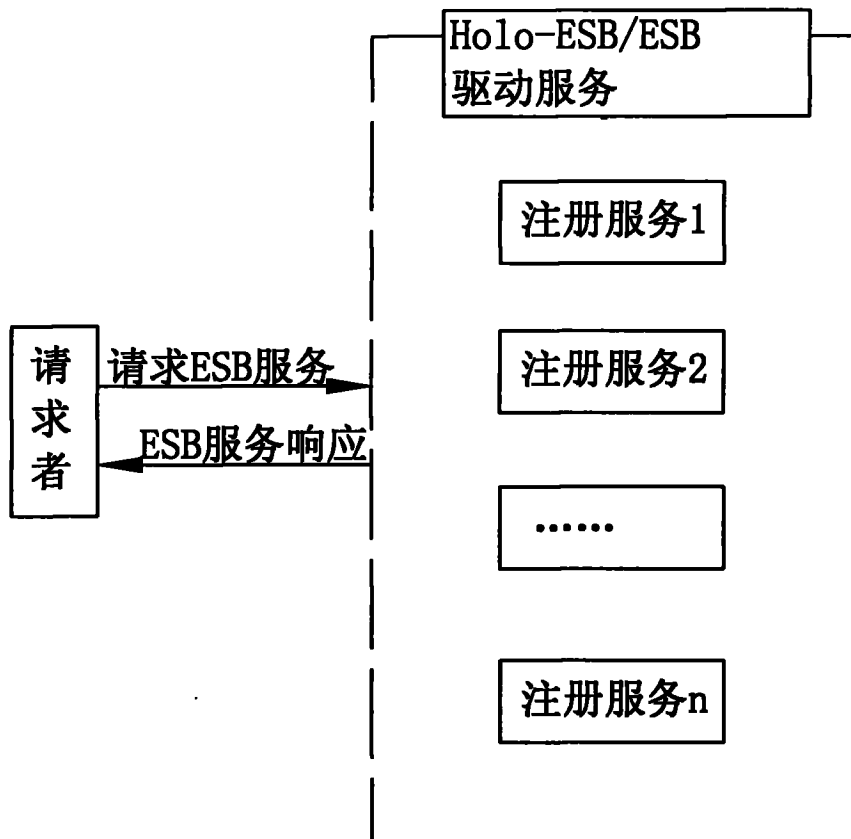 Holo-ESB/ESB
驱动服务
注册服务1
请求者
请求ESB服务
ESB服务响应
注册服务2
......
注册服务n